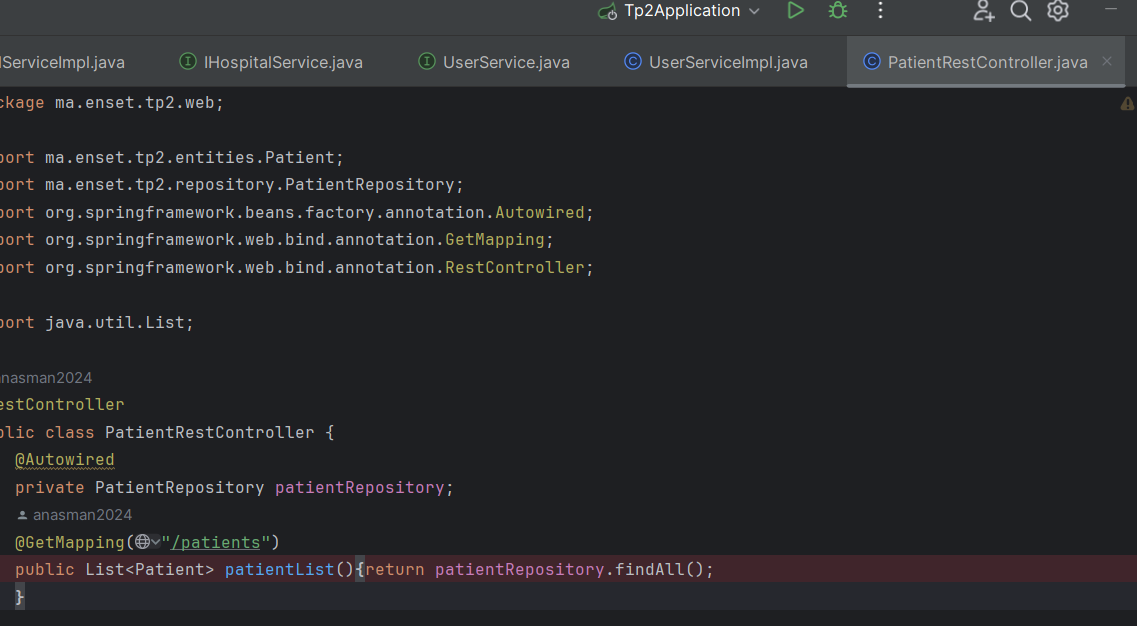 Tp2Application
lServiceImpl.java IHospitalService.java UserService.java UserServiceImpl.java PatientRestController.java
ckage ma.enset.tp2.web;
port ma.enset.tp2.entities.Patient;
port ma.enset.tp2.repository.PatientRepository;
port org.springframework.beans.factory.annotation.Autowired;
port org.springframework.web.bind.annotation.GetMapping;
port org.springframework.web.bind.annotation.RestController;
port java.util.List;
anasman2024
estController
blic class PatientRestController {
@Autowired
private PatientRepository patientRepository;
anasman2024
@GetMapping("/patients")
public List<Patient> patientList(){return patientRepository.findAll();
}